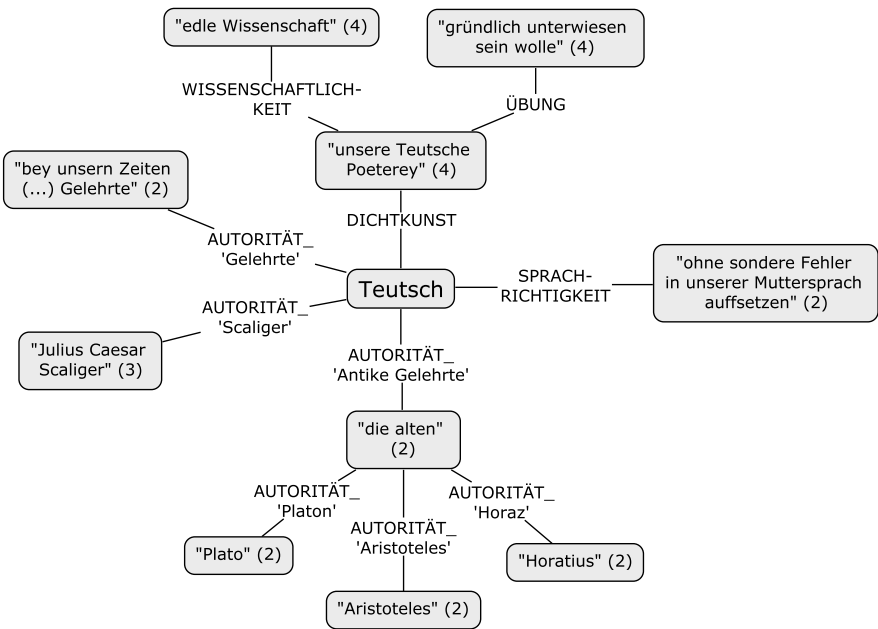 "edle Wissenschaft" (4)
"gründlich unterwiesen
sein wolle" (4)
WISSENSCHAFTLICH-
KEIT
ÜBUNG
"unsere Teutsche
Poeterey" (4)
"bey unsern Zeiten
(...) Gelehrte" (2)
DICHTKUNST
AUTORITÄT_
'Gelehrte'
Teutsch
SPRACH-
RICHTIGKEIT
"ohne sondere Fehler
in unserer Muttersprach
auffsetzen" (2)
AUTORITÄT_
'Scaliger'
"Julius Caesar
Scaliger" (3)
AUTORITÄT_
'Antike Gelehrte'
"die alten"
(2)
AUTORITÄT_
'Platon'
AUTORITÄT_
'Aristoteles'
AUTORITÄT_
'Horaz'
"Plato" (2)
"Aristoteles" (2)
"Horatius" (2)